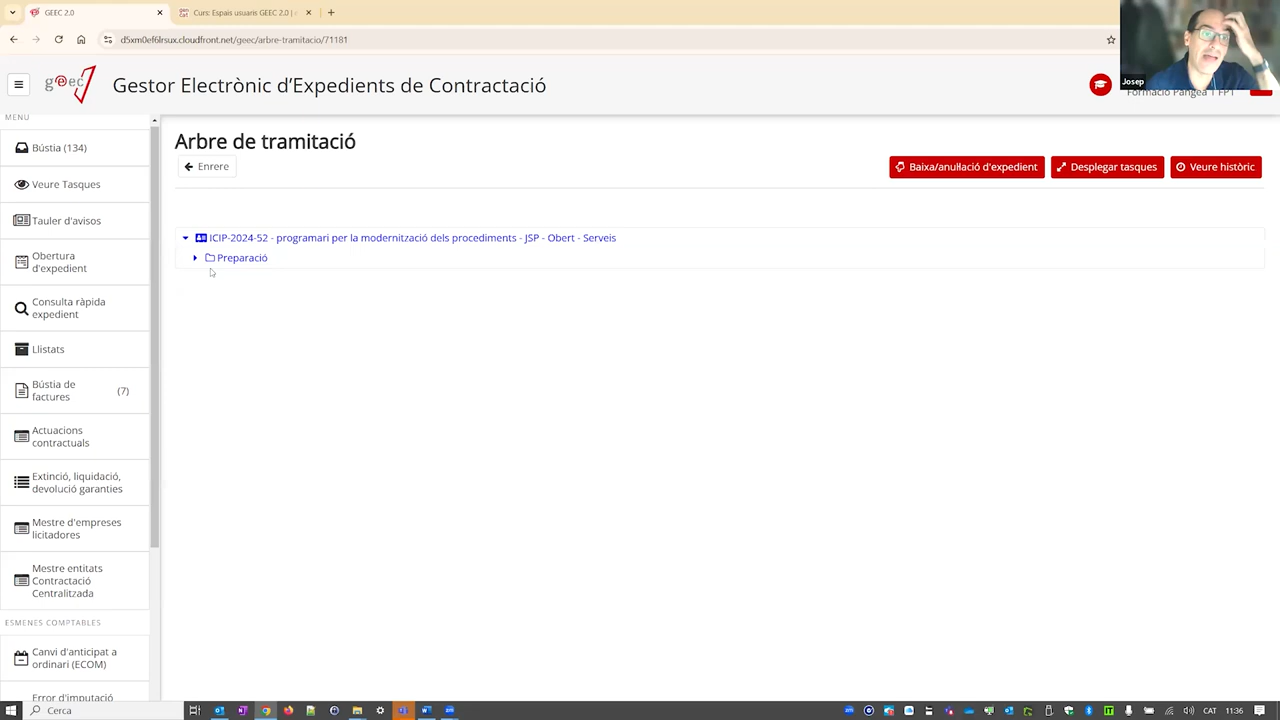 GEEC 2.0
Curs: Espais usuaris GEEC 2.0 |
d5xm0ef6lrsux.cloudfront.net/geec/arbre-tramitacio/71181
geec
Gestor Electrònic d'Expedients de Contractació
Josep
Formació Pangea 1 FP1
MENÚ
Bústia (134)
Veure Tasques
Tauler d'avisos
Obertura
d'expedient
Consulta ràpida
expedient
Llistats
Bústia de
factures
(7)
Actuacions
contractuals
Extinció, liquidació,
devolució garanties
Mestre d'empreses
licitadores
Mestre entitats
Contractació
Centralitzada
ESMENES COMPTABLES
Canvi d'anticipat a
ordinari (ECOM)
Error d'imputació
Arbre de tramitació
Enrere
Baixa/anul·lació d'expedient
Desplegar tasques
Veure històric
ICIP-2024-52 - programari per la modernització dels procediments - JSP - Obert - Serveis
Preparació
Cerca
CAT
11:36